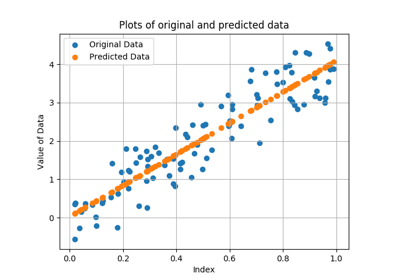 Plots of original and predicted data
Original Data
Predicted Data
Value of Data
4
3
2
1
0
0.0 0.2 0.4 0.6 0.8 1.0
Index